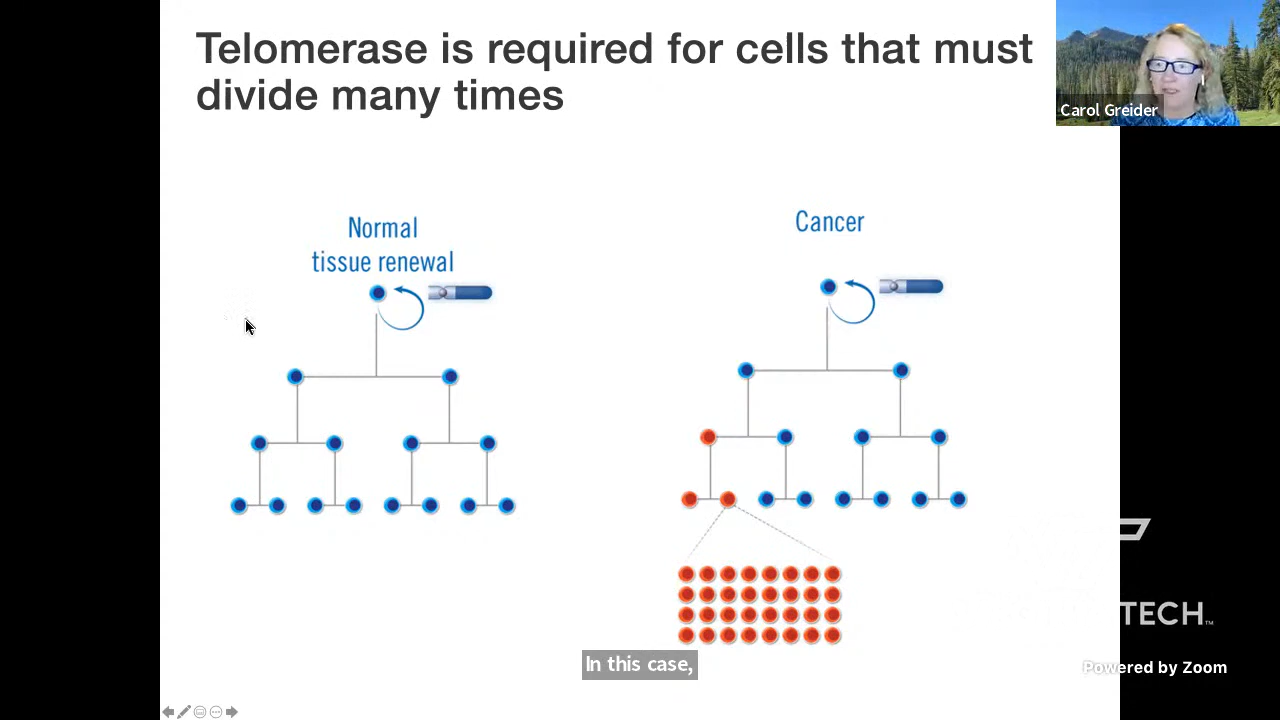 Telomerase is required for cells that must
divide many times
Carol Greider
Normal
tissue renewal
Cancer
TECH™
In this case,
Powered by Zoom